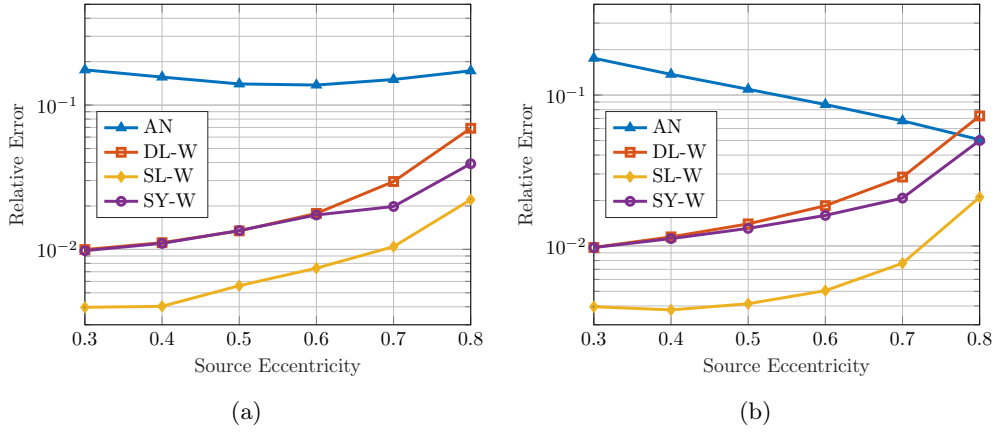 10⁻¹
10⁻²
Relative Error
AN
DL-W
SL-W
SY-W
0.3 0.4 0.5 0.6 0.7 0.8
Source Eccentricity
(a)
10⁻¹
10⁻²
Relative Error
AN
DL-W
SL-W
SY-W
0.3 0.4 0.5 0.6 0.7 0.8
Source Eccentricity
(b)